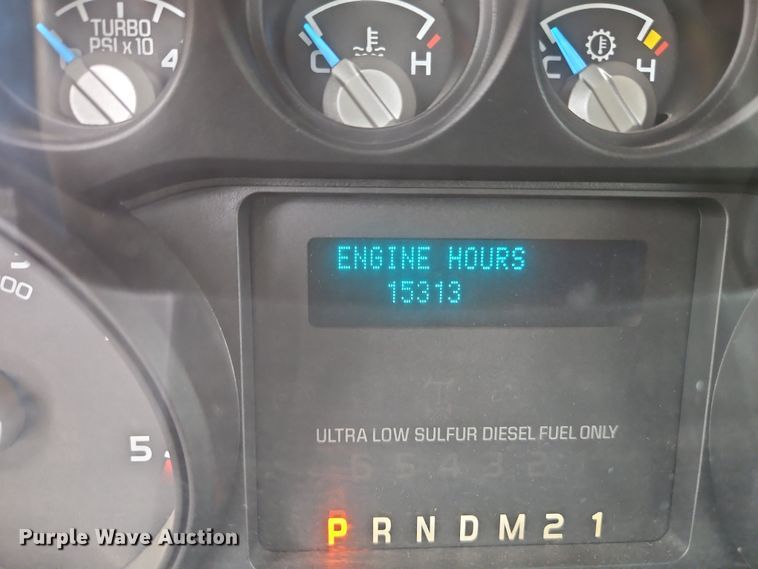 TURBO
PSI x 10
4
C H
C H
ENGINE HOURS
15313
00
5
ULTRA LOW SULFUR DIESEL FUEL ONLY
P R N D M 2 1
Purple Wave Auction